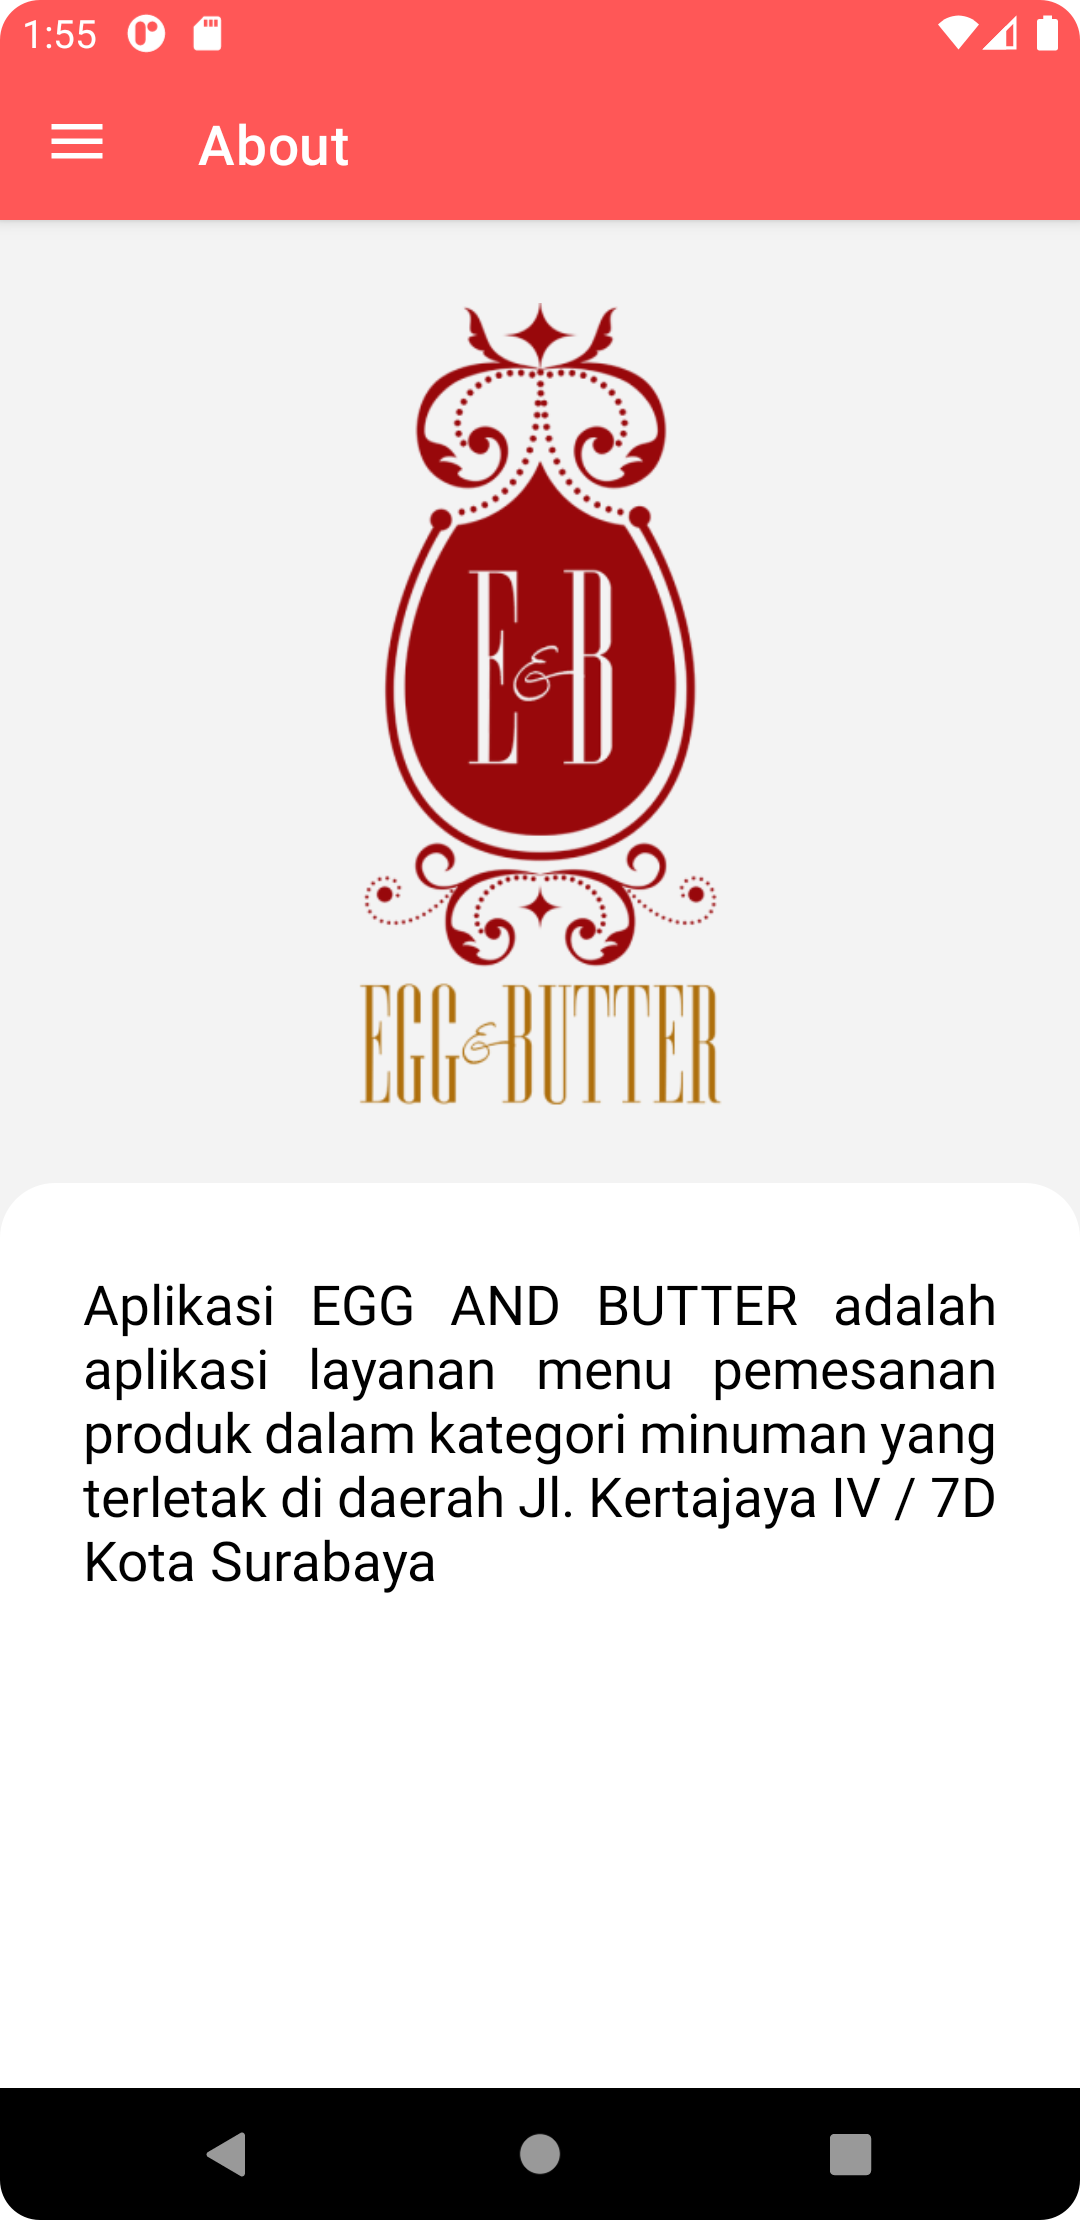 1:55
About
E&B
EGG & BUTTER
Aplikasi EGG AND BUTTER adalah
aplikasi layanan menu pemesanan
produk dalam kategori minuman yang
terletak di daerah Jl. Kertajaya IV / 7D
Kota Surabaya